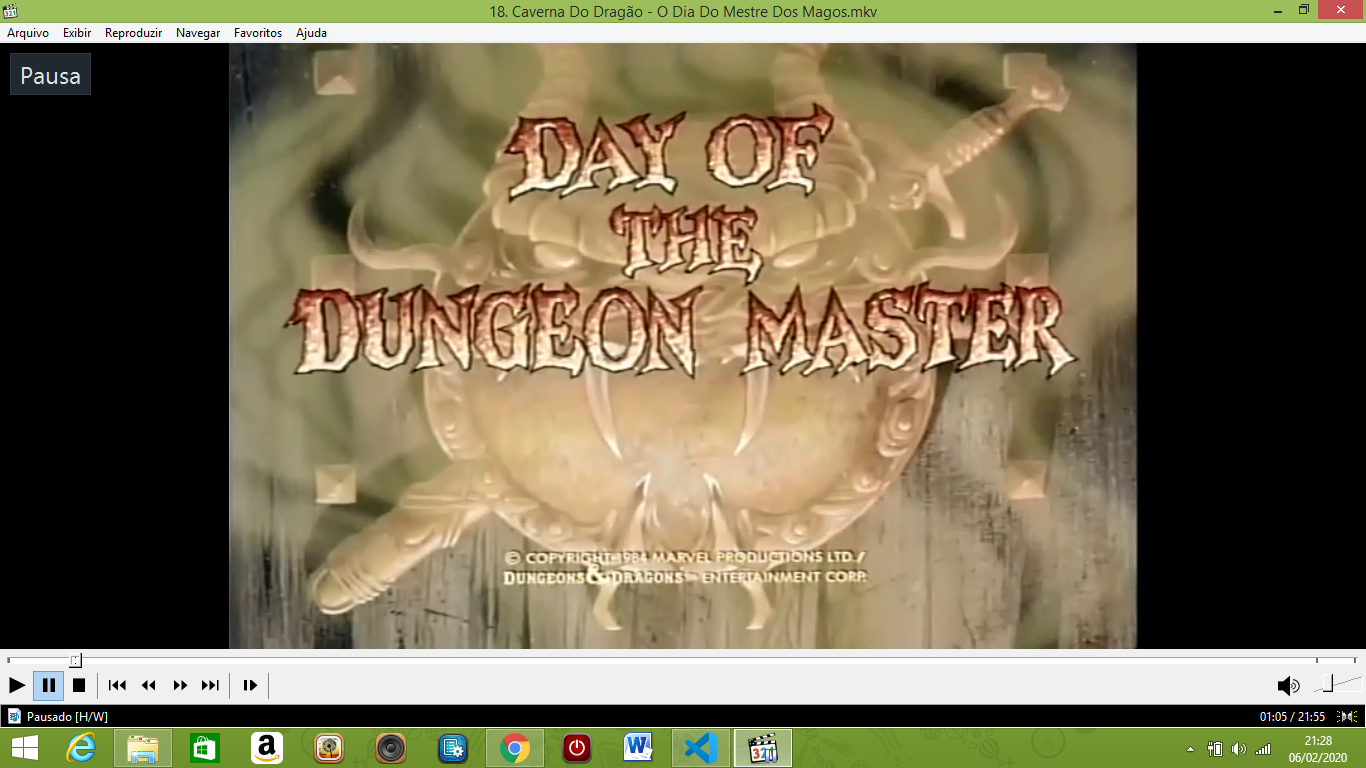 18. Caverna Do Dragão - O Dia Do Mestre Dos Magos.mkv
Arquivo Exibir Reproduzir Navegar Favoritos Ajuda
Pausa
DAY OF
THE
DUNGEON MASTER
© COPYRIGHT 1984 MARVEL PRODUCTIONS LTD./
DUNGEONS & DRAGONS ENTERTAINMENT CORP.
Pausado [H/W]
01:05 / 21:55
21:28
06/02/2020